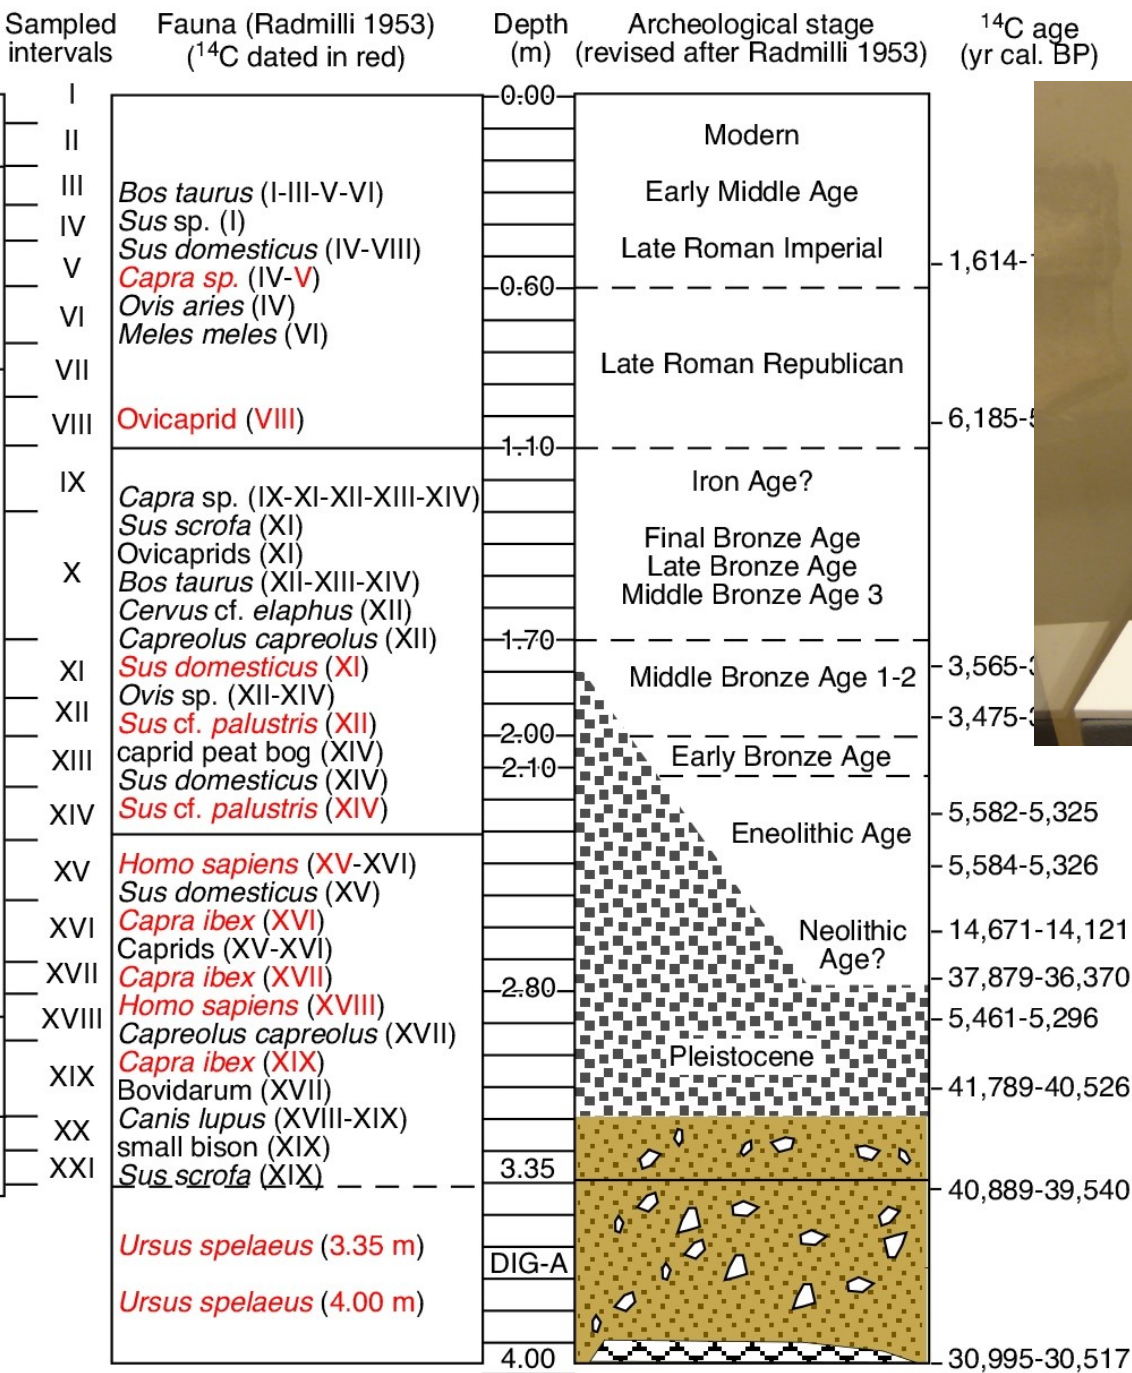 Sampled intervals
Fauna (Radmilli 1953)
(14C dated in red)
Depth (m)
Archeological stage
(revised after Radmilli 1953)
14C age
(yr cal. BP)
I
II
III
IV
V
VI
VII
VIII
IX
X
XI
XII
XIII
XIV
XV
XVI
XVII
XVIII
XIX
XX
XXI
Bos taurus (I-III-V-VI)
Sus sp. (I)
Sus domesticus (IV-VIII)
Capra sp. (IV-V)
Ovis aries (IV)
Meles meles (VI)
Ovicaprid (VIII)
Capra sp. (IX-XI-XII-XIII-XIV)
Sus scrofa (XI)
Ovicaprids (XI)
Bos taurus (XII-XIII-XIV)
Cervus cf. elaphus (XII)
Capreolus capreolus (XII)
Sus domesticus (XI)
Ovis sp. (XII-XIV)
Sus cf. palustris (XII)
caprid peat bog (XIV)
Sus domesticus (XIV)
Sus cf. palustris (XIV)
Homo sapiens (XV-XVI)
Sus domesticus (XV)
Capra ibex (XVI)
Caprids (XV-XVI)
Capra ibex (XVII)
Homo sapiens (XVIII)
Capreolus capreolus (XVII)
Capra ibex (XIX)
Bovidarum (XVII)
Canis lupus (XVIII-XIX)
small bison (XIX)
Sus scrofa (XIX)
Ursus spelaeus (3.35 m)
Ursus spelaeus (4.00 m)
0.00
0.60
1.10
1.70
2.00
2.10
2.80
3.35
DIG-A
4.00
Modern
Early Middle Age
Late Roman Imperial
Late Roman Republican
Iron Age?
Final Bronze Age
Late Bronze Age
Middle Bronze Age 3
Middle Bronze Age 1-2
Early Bronze Age
Eneolithic Age
Neolithic
Age?
Pleistocene
1,614-
6,185-
3,565-
3,475-
5,582-5,325
5,584-5,326
14,671-14,121
37,879-36,370
5,461-5,296
41,789-40,526
40,889-39,540
30,995-30,517